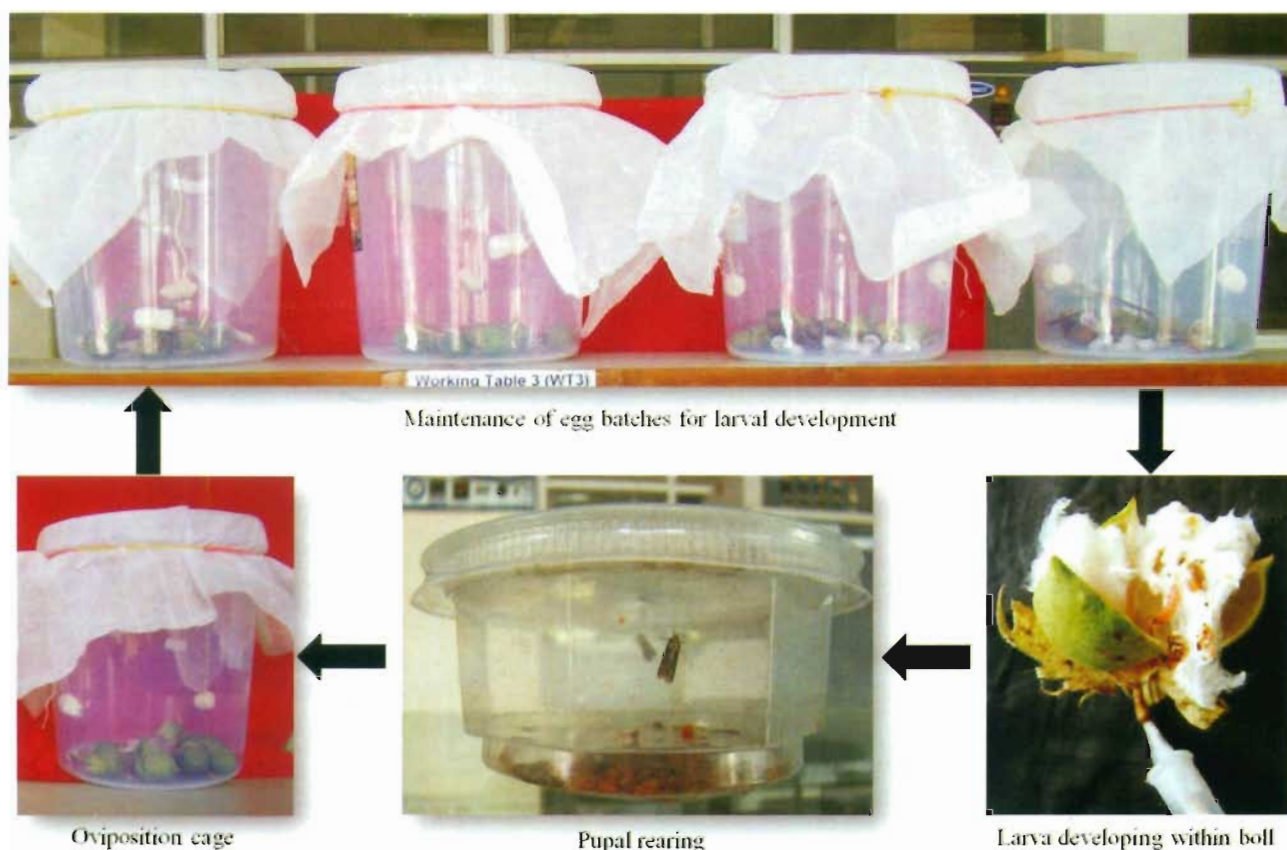 Working Table 3 (WT3)
Maintenance of egg batches for larval development
Oviposition cage
Pupal rearing
Larva developing within boll